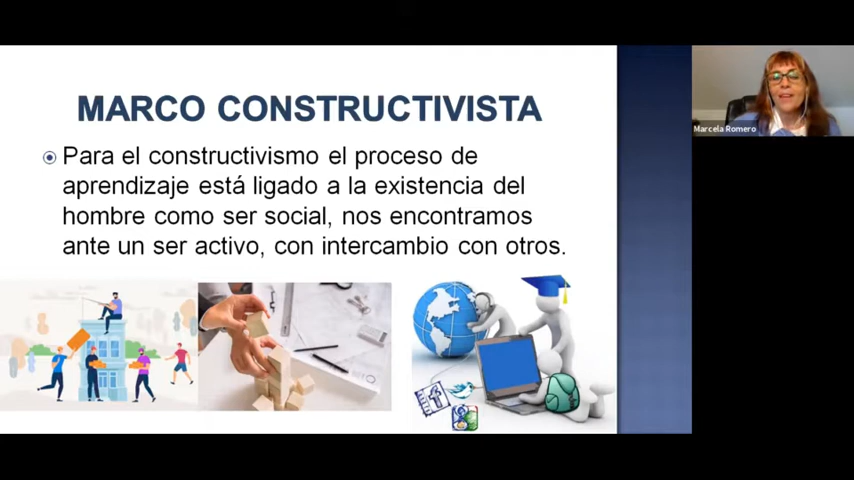 MARCO CONSTRUCTIVISTA
Para el constructivismo el proceso de
aprendizaje está ligado a la existencia del
hombre como ser social, nos encontramos
ante un ser activo, con intercambio con otros.
Marcela Romero